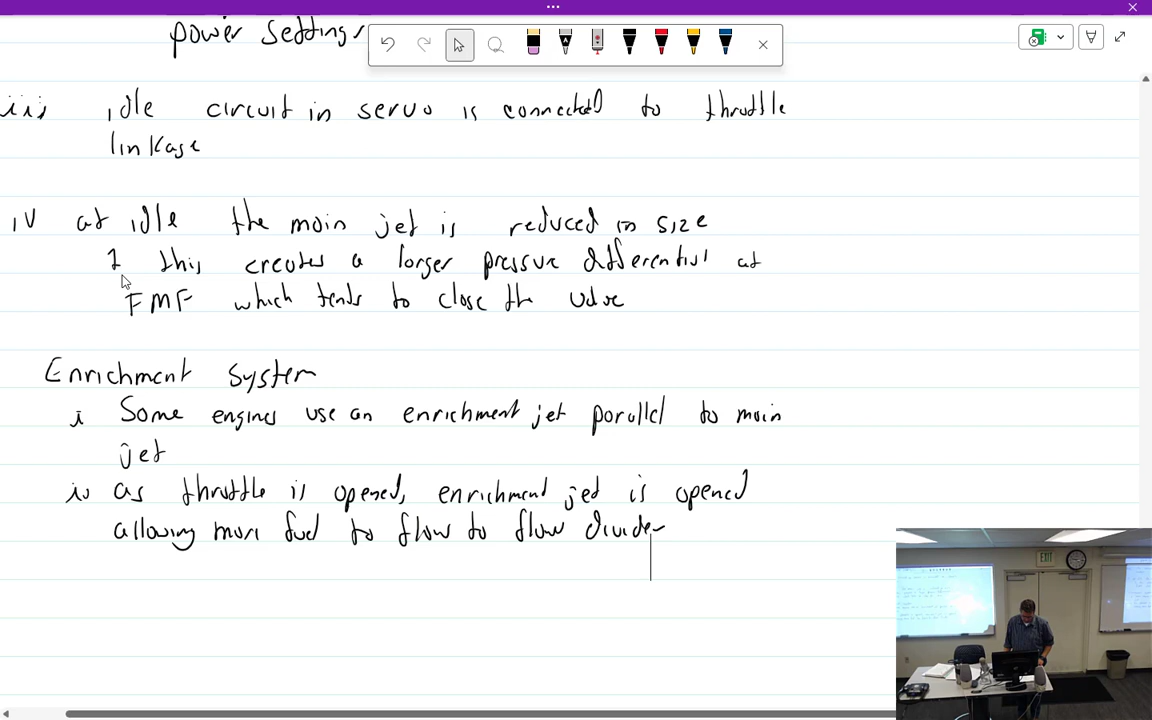 power settings
iii idle circuit in servo is connected to throttle
linkage
iv at idle the main jet is reduced in size
1 this creates a larger pressure differential at
FMF which tends to close the valve
Enrichment System
i Some engines use an enrichment jet parallel to main
jet
ii as throttle is opened, enrichment jet is opened
allowing more fuel to flow to flow divider
EXIT